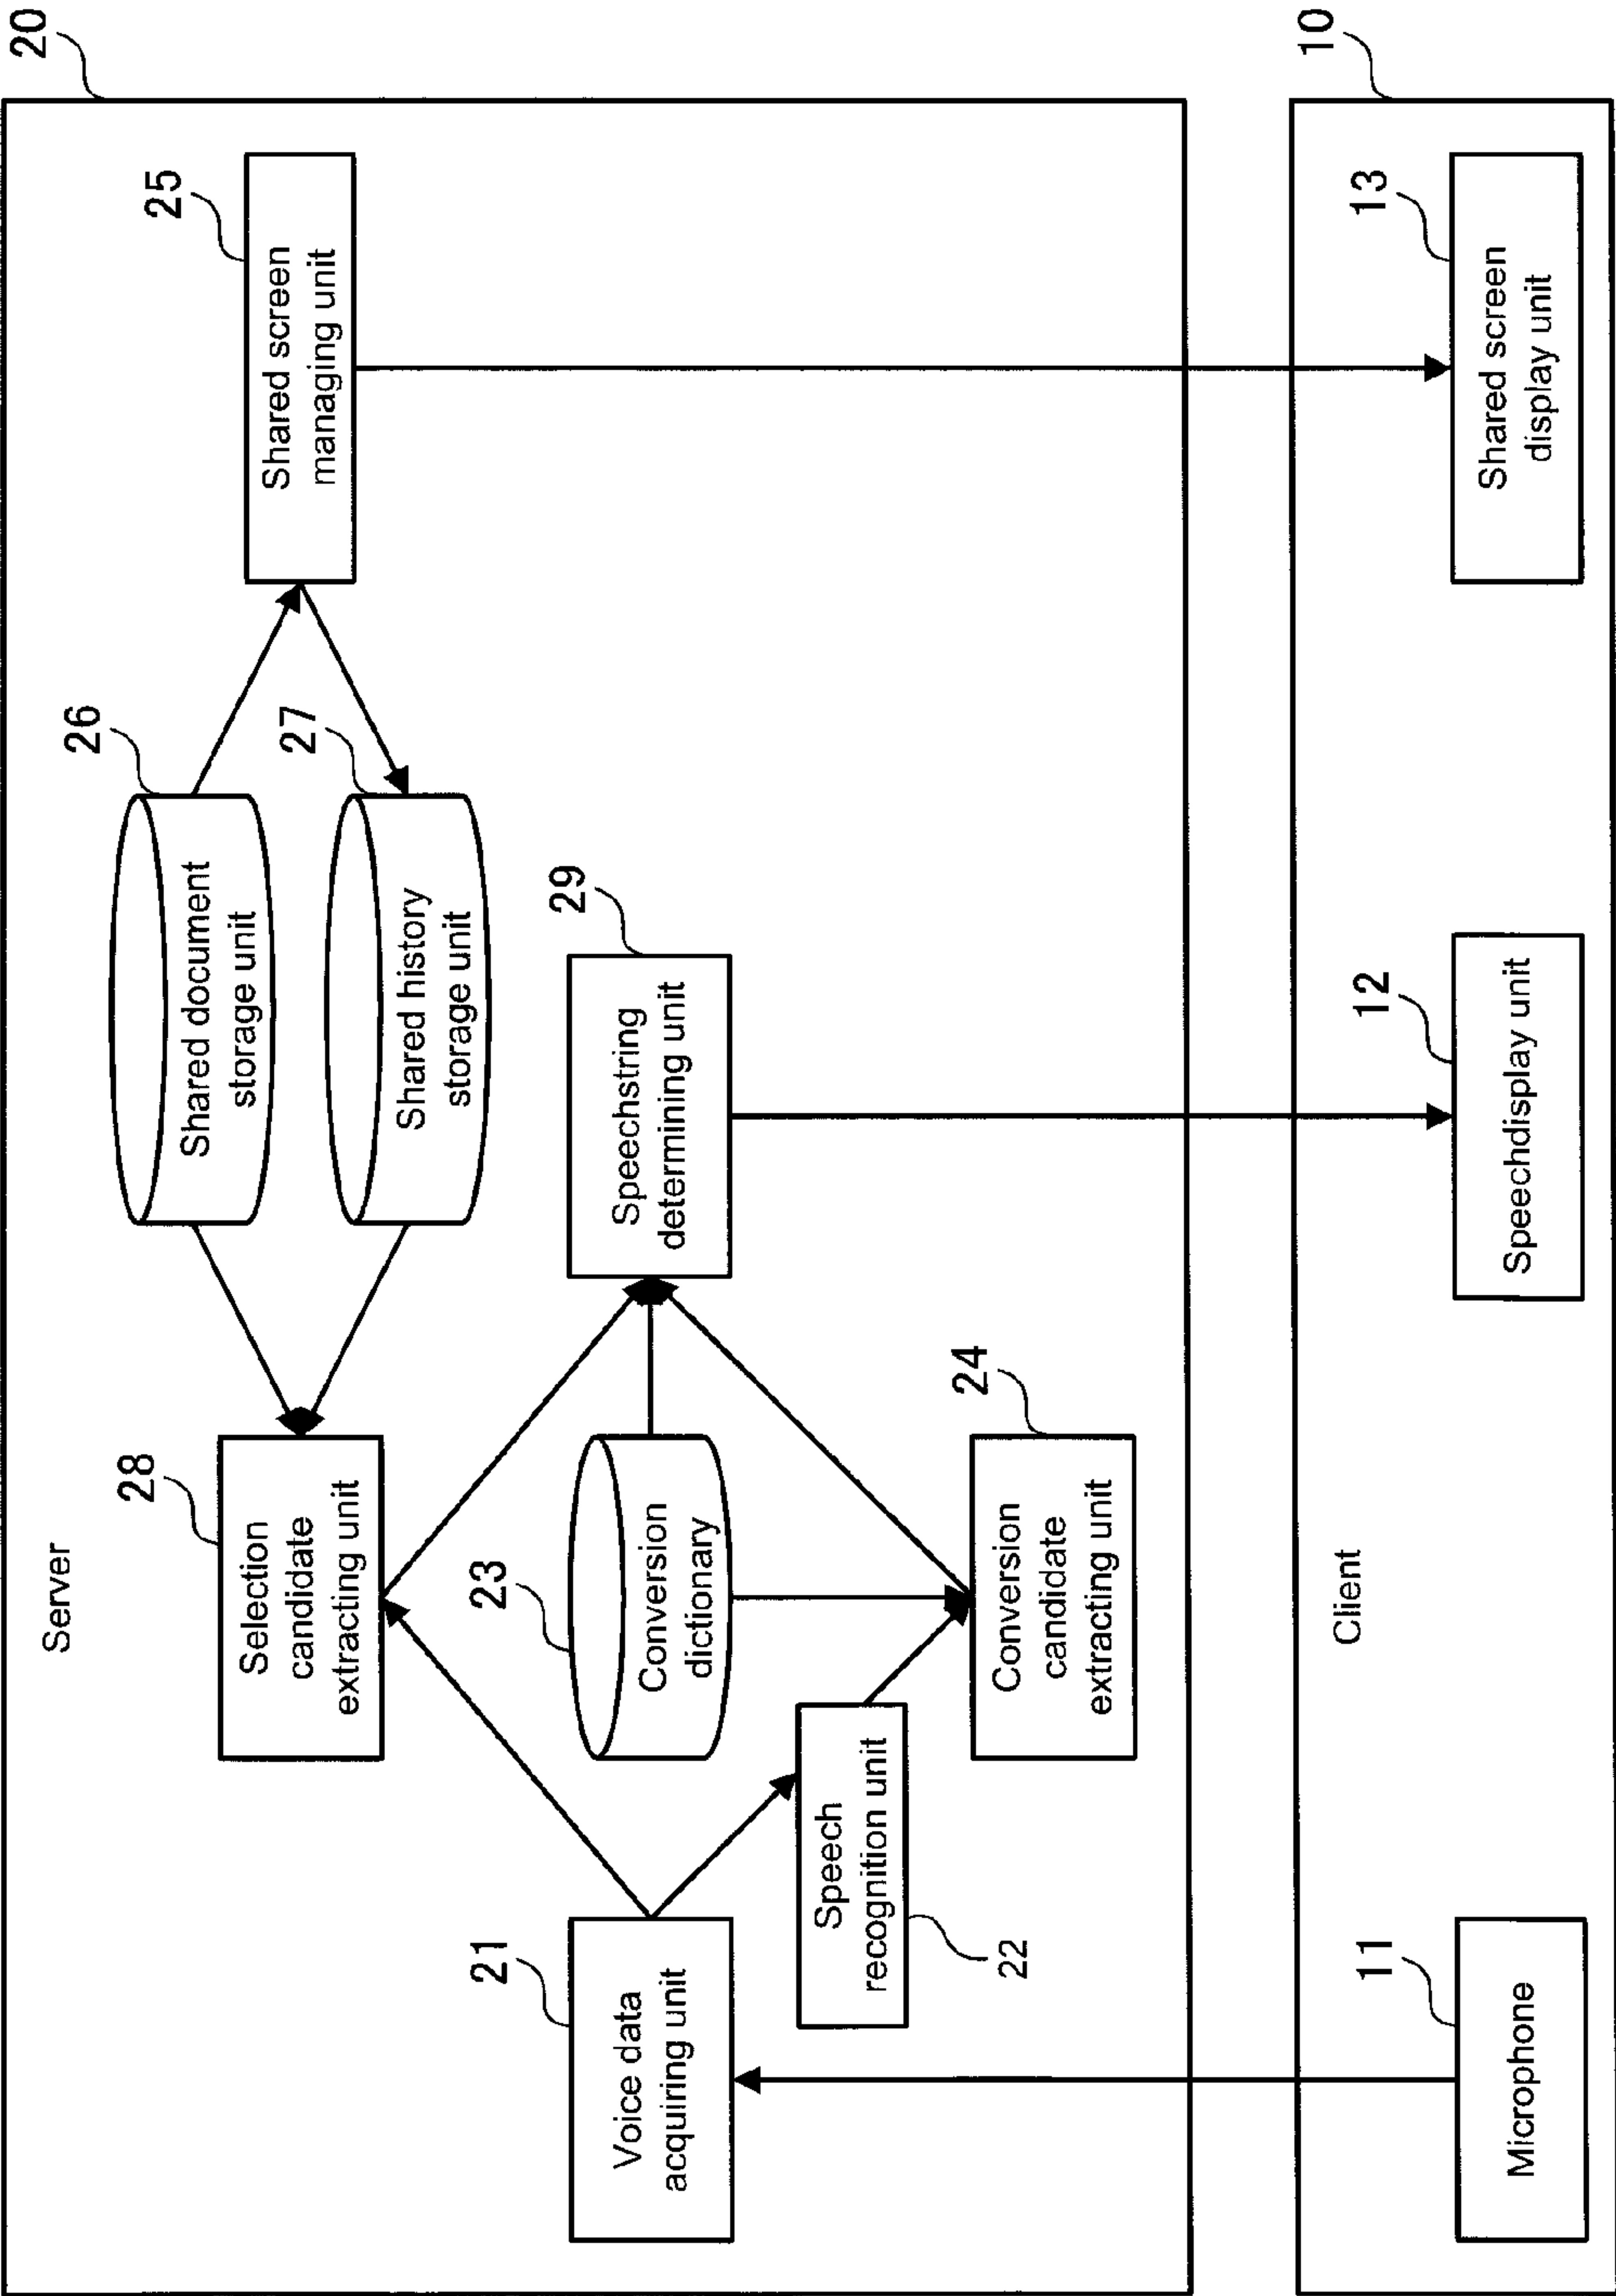 20
Server
26
Shared document
storage unit
25
Shared screen
managing unit
28
Selection
candidate
extracting unit
27
Shared history
storage unit
21
Voice data
acquiring unit
23
Conversion
dictionary
29
Speechstring
determining unit
Speech
recognition unit
22
24
Conversion
candidate
extracting unit
10
Client
11
Microphone
12
Speechdisplay unit
13
Shared screen
display unit